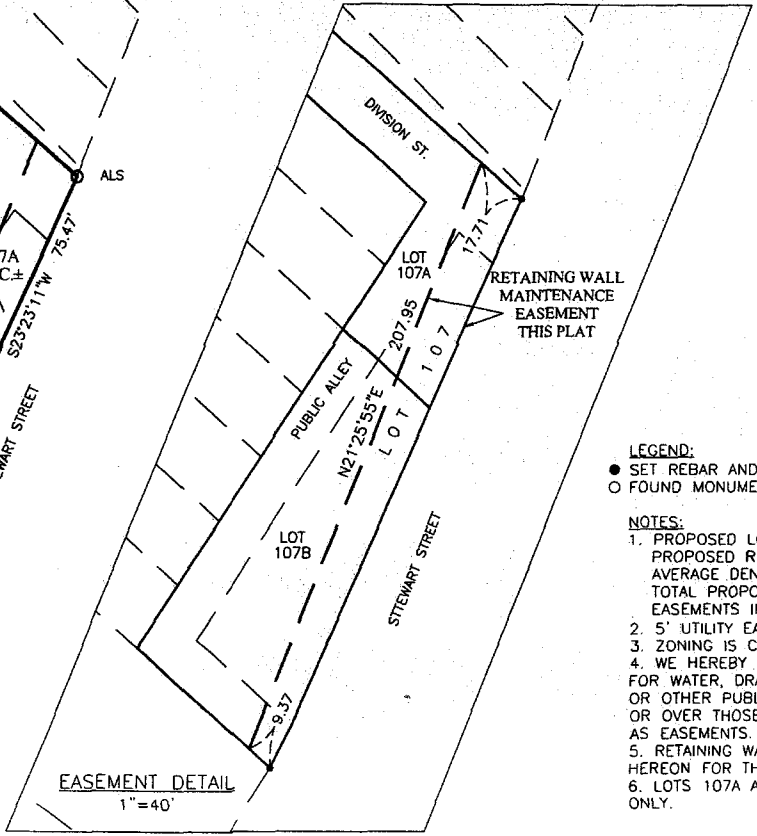 ALS
S23°23'11"W 75.47'
7A
C.±
EWART STREET
DIVISION ST.
17.71
LOT
107A
RETAINING WALL
MAINTENANCE
EASEMENT
THIS PLAT
207.95
N21°25'55"E
LOT 107
PUBLIC ALLEY
LOT
107B
STTEWART STREET
9.37
EASEMENT DETAIL
1"=40'
LEGEND:
SET REBAR AND
FOUND MONUME
NOTES:
1. PROPOSED LO
PROPOSED R
AVERAGE DEN
TOTAL PROPO
EASEMENTS I
2. 5' UTILITY EA
3. ZONING IS C
4. WE HEREBY
FOR WATER, DRA
OR OTHER PUBL
OR OVER THOSE
AS EASEMENTS.
5. RETAINING WA
HEREON FOR TH
6. LOTS 107A A
ONLY.